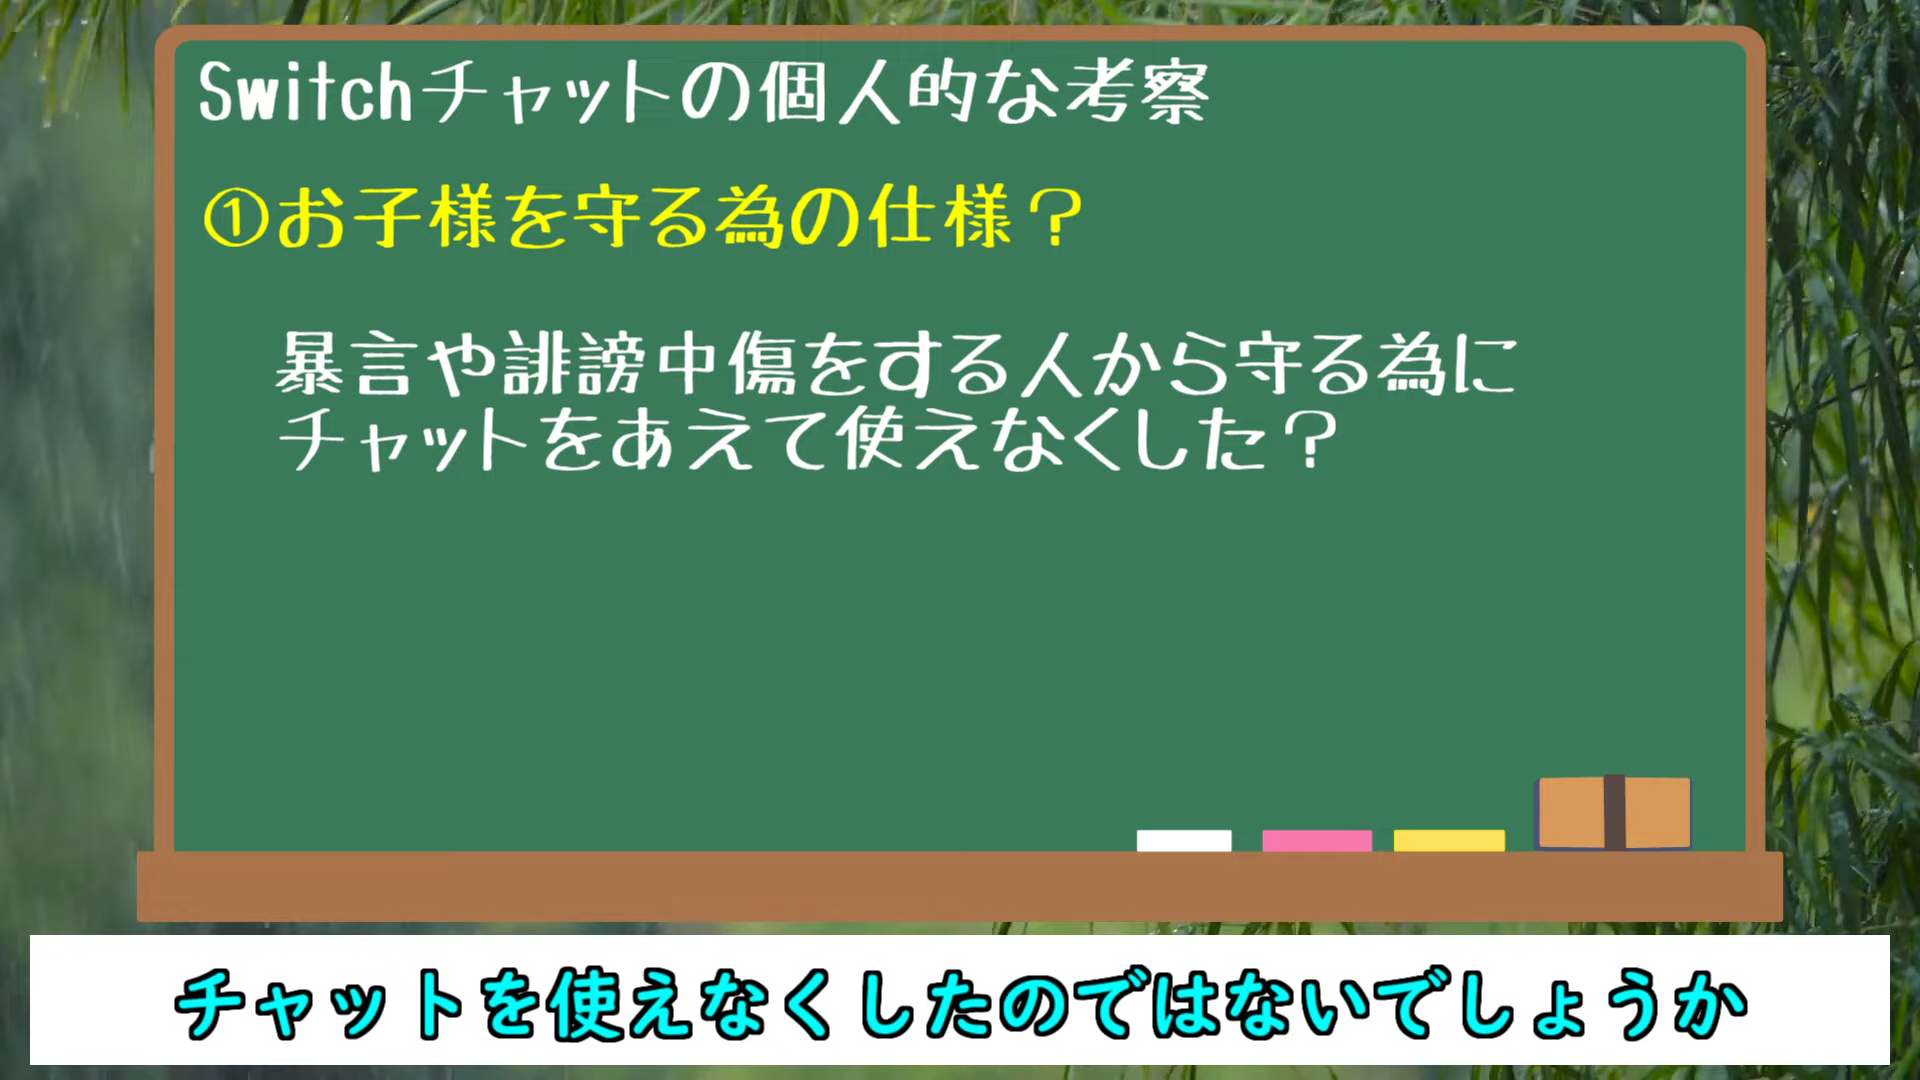 Switchチャットの個人的な考察
①お子様を守る為の仕様？
暴言や誹謗中傷をする人から守る為に
チャットをあえて使えなくした？
チャットを使えなくしたのではないでしょうか